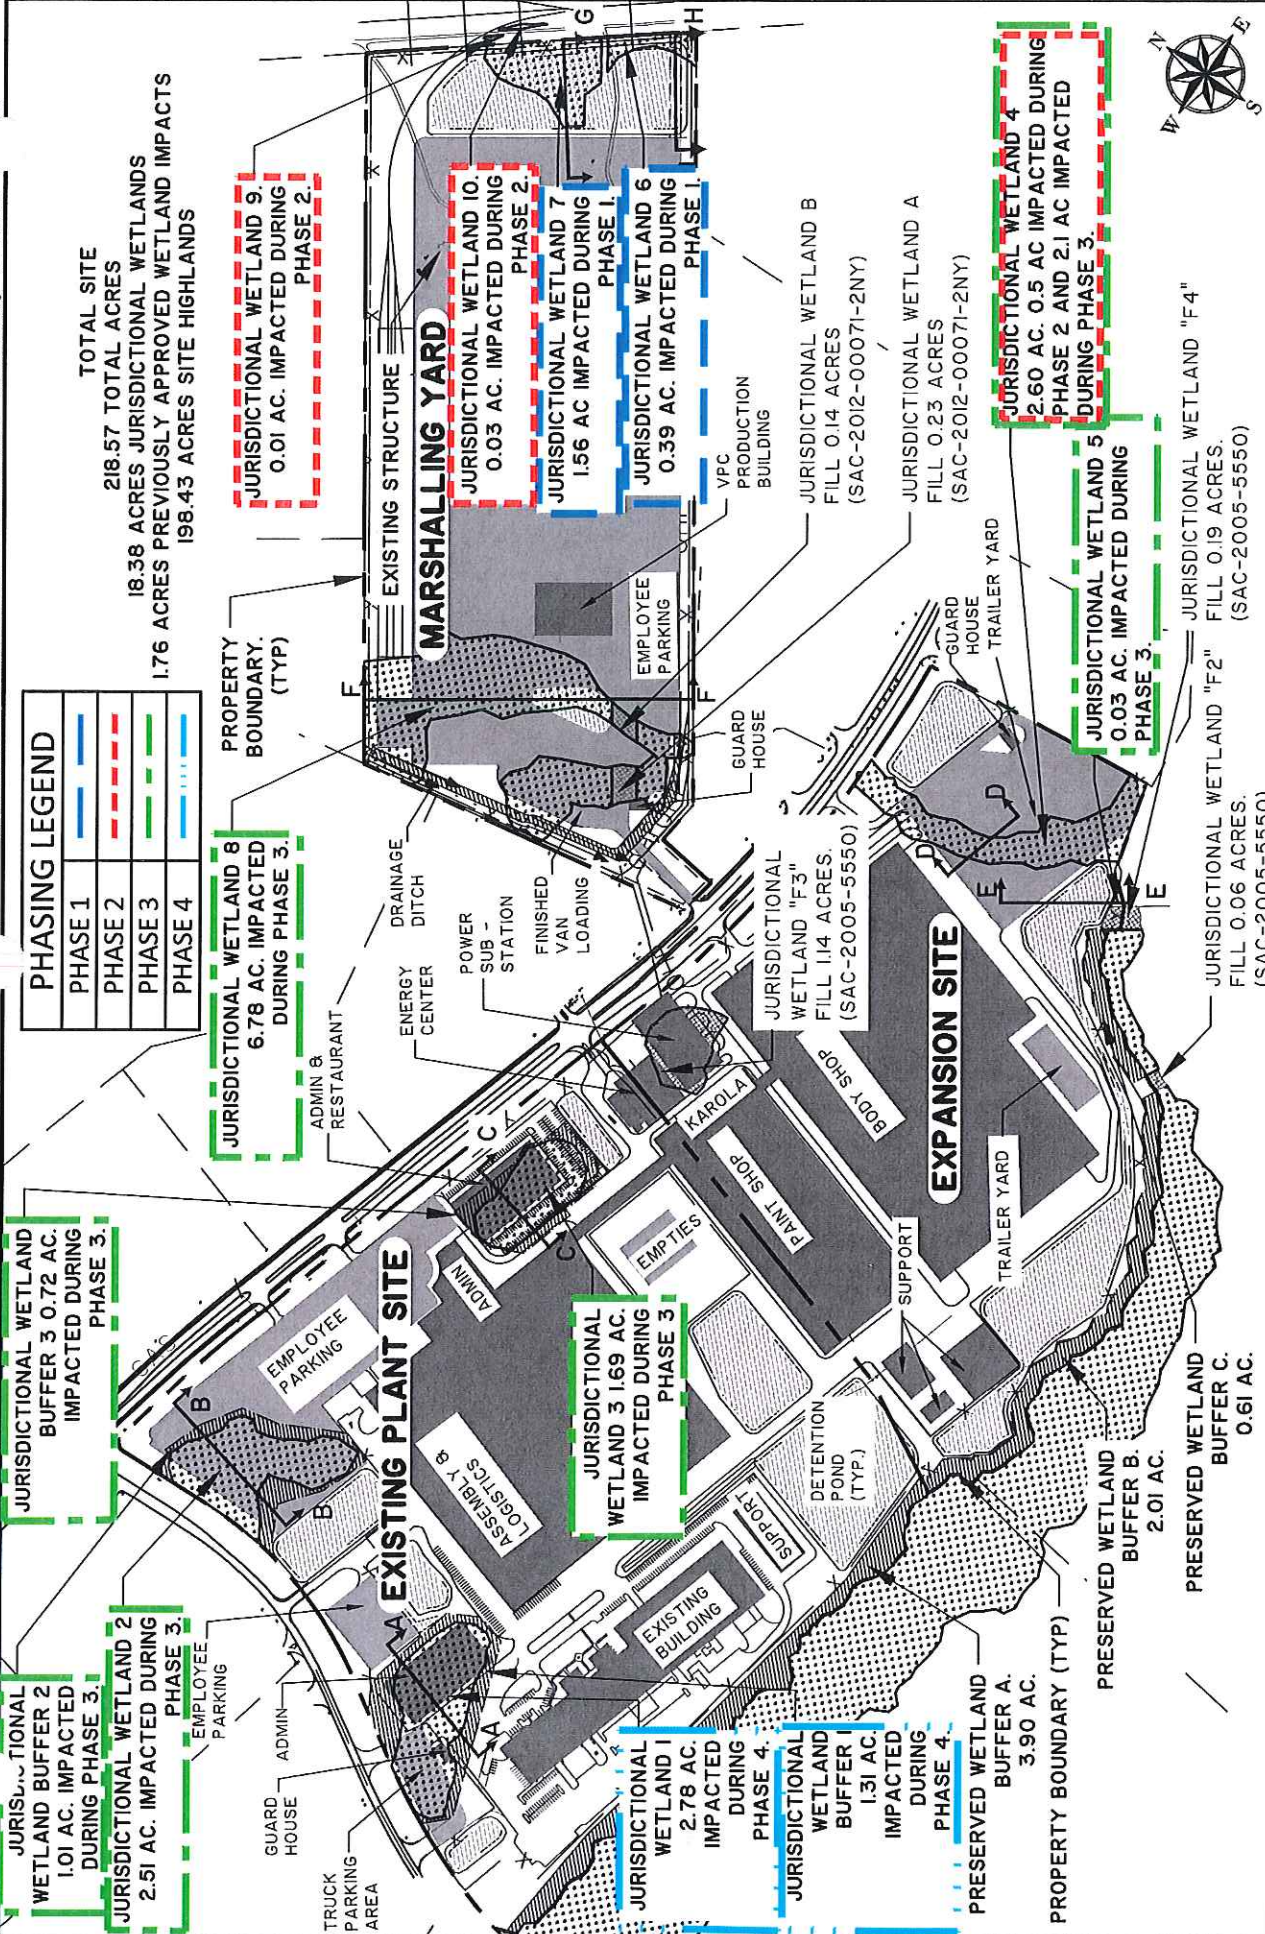 TOTAL SITE
218.57 TOTAL ACRES
18.38 ACRES JURISDICTIONAL WETLANDS
1.76 ACRES PREVIOUSLY APPROVED WETLAND IMPACTS
198.43 ACRES SITE HIGHLANDS
PHASING LEGEND
PHASE 1
PHASE 2
PHASE 3
PHASE 4
JURISDICTIONAL WETLAND
BUFFER 3 0.72 AC.
IMPACTED DURING
PHASE 3.
WETLAND BUFFER 2
1.01 AC. IMPACTED
DURING PHASE 3.
JURISDICTIONAL WETLAND 2
2.51 AC. IMPACTED DURING
PHASE 3.
JURISDICTIONAL WETLAND 8
6.78 AC. IMPACTED
DURING PHASE 3.
PROPERTY
BOUNDARY.
(TYP)
JURISDICTIONAL WETLAND 9.
0.01 AC. IMPACTED DURING
PHASE 2.
EMPLOYEE
PARKING
ADMIN
GUARD
HOUSE
TRUCK
PARKING
AREA
ADMIN &
RESTAURANT
DRAINAGE
DITCH
ENERGY
CENTER
POWER
SUB -
STATION
FINISHED
VAN
LOADING
EXISTING STRUCTURE
MARSHALLING YARD
JURISDICTIONAL WETLAND 10.
0.03 AC. IMPACTED DURING
PHASE 2.
JURISDICTIONAL WETLAND 7
1.56 AC IMPACTED DURING
PHASE 1.
JURISDICTIONAL WETLAND 6
0.39 AC. IMPACTED DURING
PHASE 1.
VPC
PRODUCTION
BUILDING
EMPLOYEE
PARKING
GUARD
HOUSE
F
F
G
H
JURISDICTIONAL WETLAND B
FILL 0.14 ACRES
(SAC-2012-00071-2NY)
JURISDICTIONAL WETLAND A
FILL 0.23 ACRES
(SAC-2012-00071-2NY)
EXISTING PLANT SITE
EMPLOYEE
PARKING
ADMIN
ASSEMBLY &
LOGISTICS
A
A
B
B
C
C
EMPTIES
KAROLA
PAINT SHOP
BODY SHOP
JURISDICTIONAL
WETLAND "F3"
FILL 1.14 ACRES.
(SAC-2005-5550)
JURISDICTIONAL
WETLAND 3 1.69 AC.
IMPACTED DURING
PHASE 3
EXPANSION SITE
SUPPORT
TRAILER YARD
D
D
E
E
GUARD
HOUSE
TRAILER YARD
JURISDICTIONAL WETLAND 4
2.60 AC. 0.5 AC IMPACTED DURING
PHASE 2 AND 2.1 AC IMPACTED
DURING PHASE 3.
JURISDICTIONAL WETLAND 5
0.03 AC. IMPACTED DURING
PHASE 3.
JURISDICTIONAL WETLAND "F4"
FILL 0.19 ACRES.
(SAC-2005-5550)
JURISDICTIONAL WETLAND "F2"
FILL 0.06 ACRES.
(SAC-2005-5550)
EXISTING
BUILDING
SUPPORT
DETENTION
POND
(TYP.)
JURISDICTIONAL
WETLAND 1
2.78 AC.
IMPACTED
DURING
PHASE 4.
JURISDICTIONAL
WETLAND
BUFFER 1
1.31 AC.
IMPACTED
DURING
PHASE 4.
PRESERVED WETLAND
BUFFER A.
3.90 AC.
PROPERTY BOUNDARY (TYP)
PRESERVED WETLAND
BUFFER B.
2.01 AC.
PRESERVED WETLAND
BUFFER C.
0.61 AC.
N
E
S
W